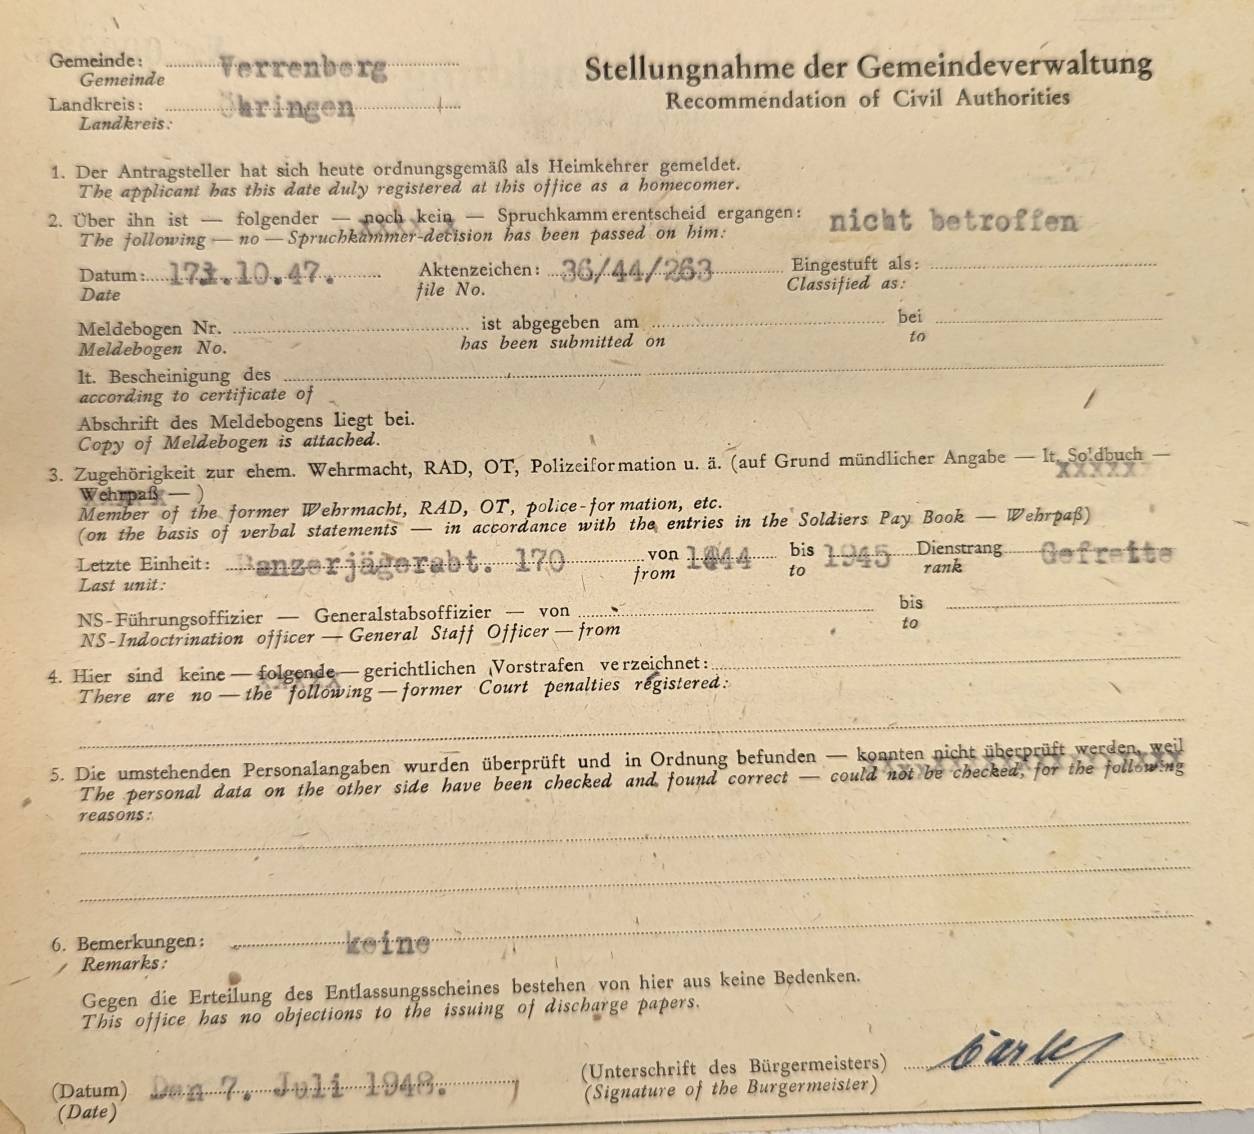 Gemeinde: Verrenberg
Gemeinde
Stellungnahme der Gemeindeverwaltung
Recommendation of Civil Authorities
Landkreis: Öhringen
Landkreis:
1. Der Antragsteller hat sich heute ordnungsgemäß als Heimkehrer gemeldet.
The applicant has this date duly registered at this office as a homecomer.
2. Über ihn ist — folgender — noch kein — Spruchkammerentscheid ergangen: nicht betroffen
The following — no — Spruchkammer-decision has been passed on him:
Datum: 10.47. Aktenzeichen: 36/44/263 Eingestuft als:
Date file No. Classified as:
Meldebogen Nr. ist abgegeben am bei
Meldebogen No. has been submitted on to
lt. Bescheinigung des
according to certificate of
Abschrift des Meldebogens liegt bei.
Copy of Meldebogen is attached.
3. Zugehörigkeit zur ehem. Wehrmacht, RAD, OT, Polizeiformation u. ä. (auf Grund mündlicher Angabe — lt. Soldbuch —
Wehrpaß — )
Member of the former Wehrmacht, RAD, OT, police-formation, etc.
(on the basis of verbal statements — in accordance with the entries in the Soldiers Pay Book — Wehrpaß)
Letzte Einheit: Panzerjägerabt. 170 von 1944 bis 1945 Dienstrang Gefreite
Last unit: from to rank
NS-Führungsoffizier — Generalstabsoffizier — von bis
NS-Indoctrination officer — General Staff Officer — from to
4. Hier sind keine — folgende — gerichtlichen Vorstrafen verzeichnet:
There are no — the following — former Court penalties registered:
5. Die umstehenden Personalangaben wurden überprüft und in Ordnung befunden — konnten nicht überprüft werden, weil
The personal data on the other side have been checked and found correct — could not be checked, for the following
reasons:
6. Bemerkungen: keine
Remarks:
Gegen die Erteilung des Entlassungsscheines bestehen von hier aus keine Bedenken.
This office has no objections to the issuing of discharge papers.
(Datum) Den 7. Juli 1948. (Unterschrift des Bürgermeisters)
(Date) (Signature of the Burgermeister)